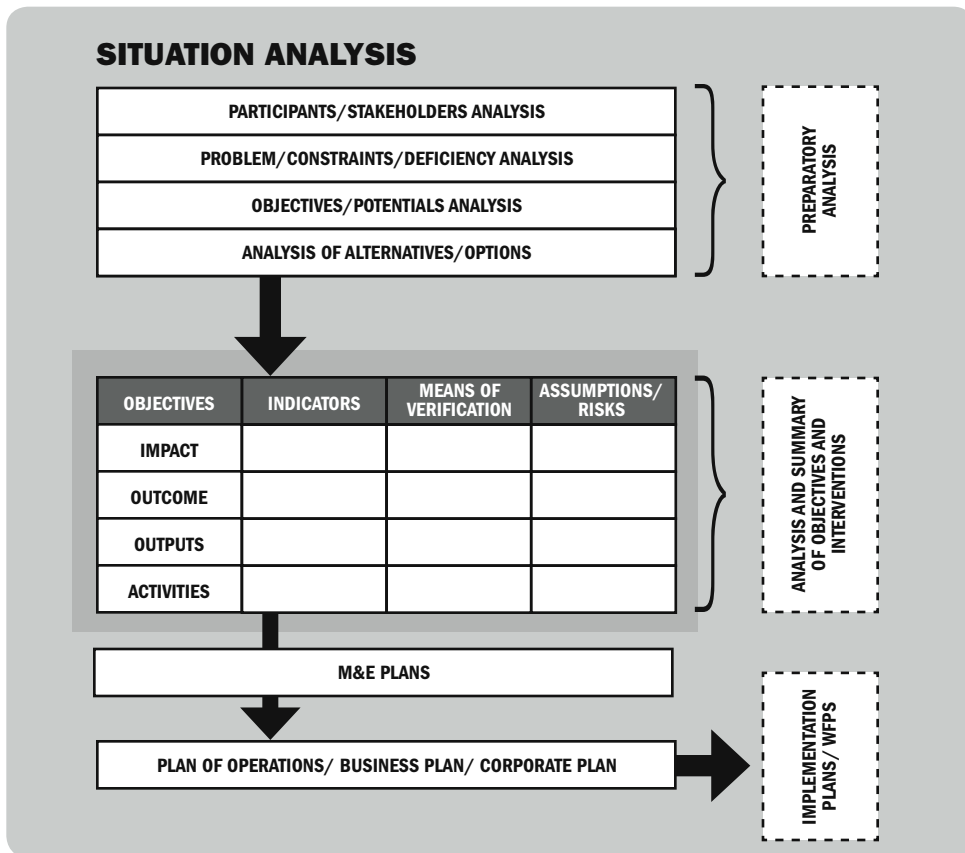 SITUATION ANALYSIS
PARTICIPANTS/STAKEHOLDERS ANALYSIS
PROBLEM/CONSTRAINTS/DEFICIENCY ANALYSIS
OBJECTIVES/POTENTIALS ANALYSIS
ANALYSIS OF ALTERNATIVES/OPTIONS
PREPARATORY
ANALYSIS
OBJECTIVES
INDICATORS
MEANS OF
VERIFICATION
ASSUMPTIONS/
RISKS
IMPACT
OUTCOME
OUTPUTS
ACTIVITIES
ANALYSIS AND SUMMARY
OF OBJECTIVES AND
INTERVENTIONS
M&E PLANS
PLAN OF OPERATIONS/ BUSINESS PLAN/ CORPORATE PLAN
IMPLEMENTATION
PLANS/ WFPS